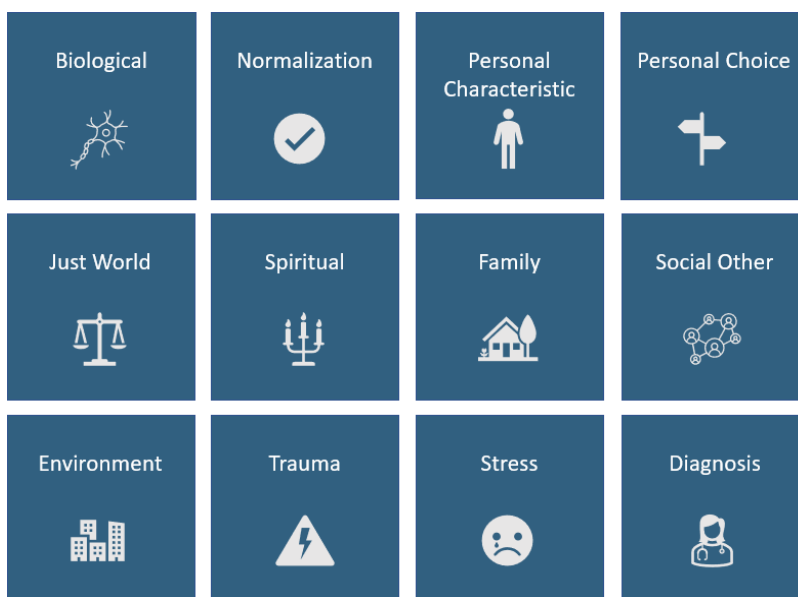 Biological
Normalization
Personal
Characteristic
Personal Choice
Just World
Spiritual
Family
Social Other
Environment
Trauma
Stress
Diagnosis